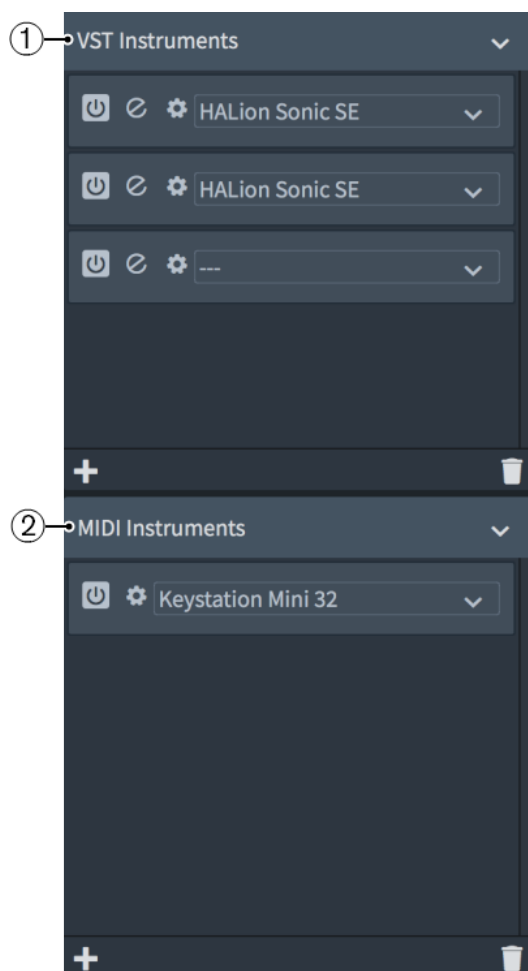 1 VST Instruments
HALion Sonic SE
HALion Sonic SE
---
2 MIDI Instruments
Keystation Mini 32